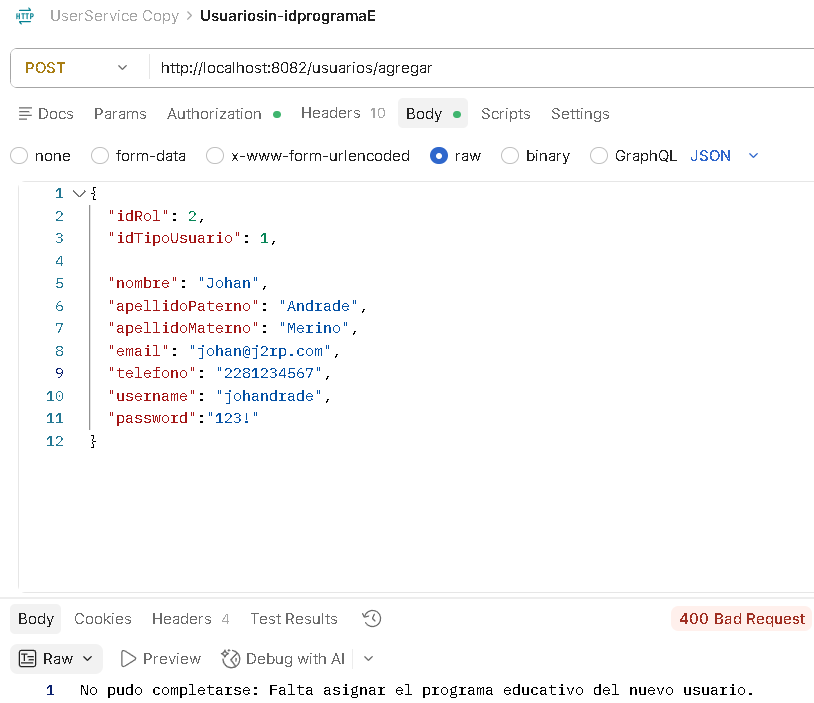 HTTP UserService Copy > Usuariosin-idprogramaE
POST http://localhost:8082/usuarios/agregar
Docs Params Authorization Headers 10 Body Scripts Settings
none form-data x-www-form-urlencoded raw binary GraphQL JSON
1 {
2 "idRol": 2,
3 "idTipoUsuario": 1,
4
5 "nombre": "Johan",
6 "apellidoPaterno": "Andrade",
7 "apellidoMaterno": "Merino",
8 "email": "johan@j2rp.com",
9 "telefono": "2281234567",
10 "username": "johandrade",
11 "password":"123!"
12 }
Body Cookies Headers 4 Test Results 400 Bad Request
Raw Preview Debug with AI
1 No pudo completarse: Falta asignar el programa educativo del nuevo usuario.